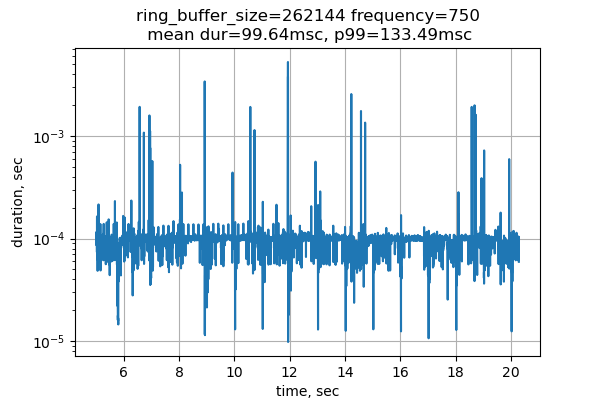 ring_buffer_size=262144 frequency=750
mean dur=99.64msc, p99=133.49msc
duration, sec
10⁻³
10⁻⁴
10⁻⁵
6 8 10 12 14 16 18 20
time, sec